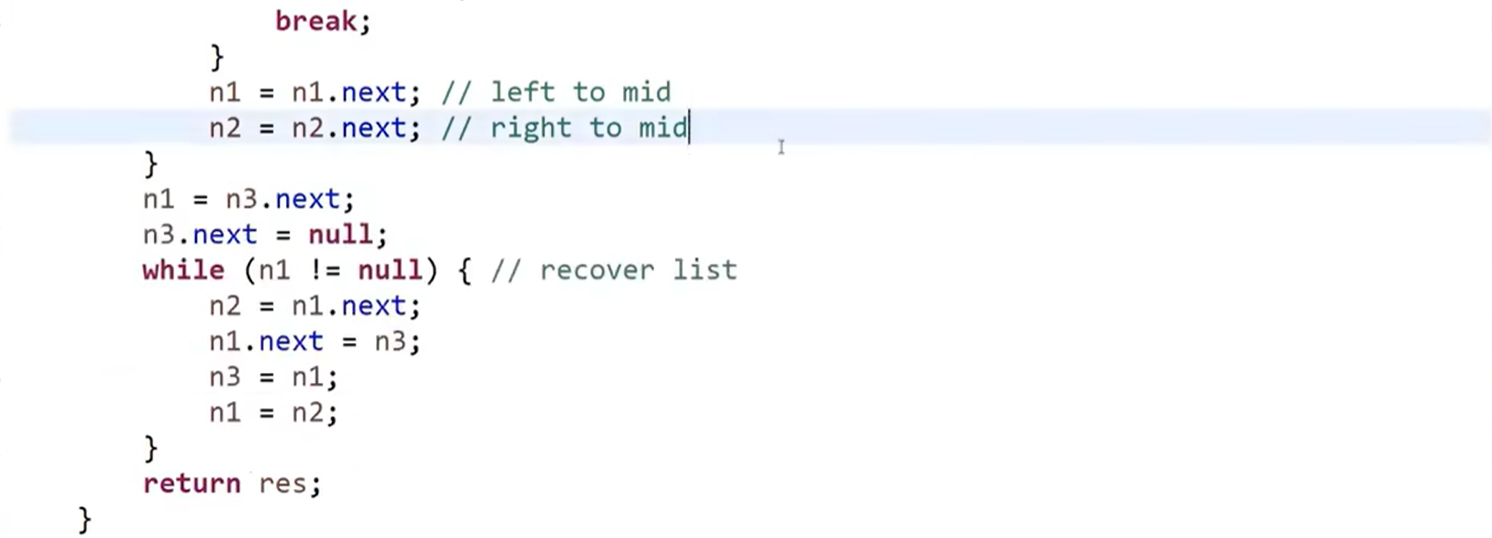 break;
}
n1 = n1.next; // left to mid
n2 = n2.next; // right to mid
}
n1 = n3.next;
n3.next = null;
while (n1 != null) { // recover list
n2 = n1.next;
n1.next = n3;
n3 = n1;
n1 = n2;
}
return res;
}